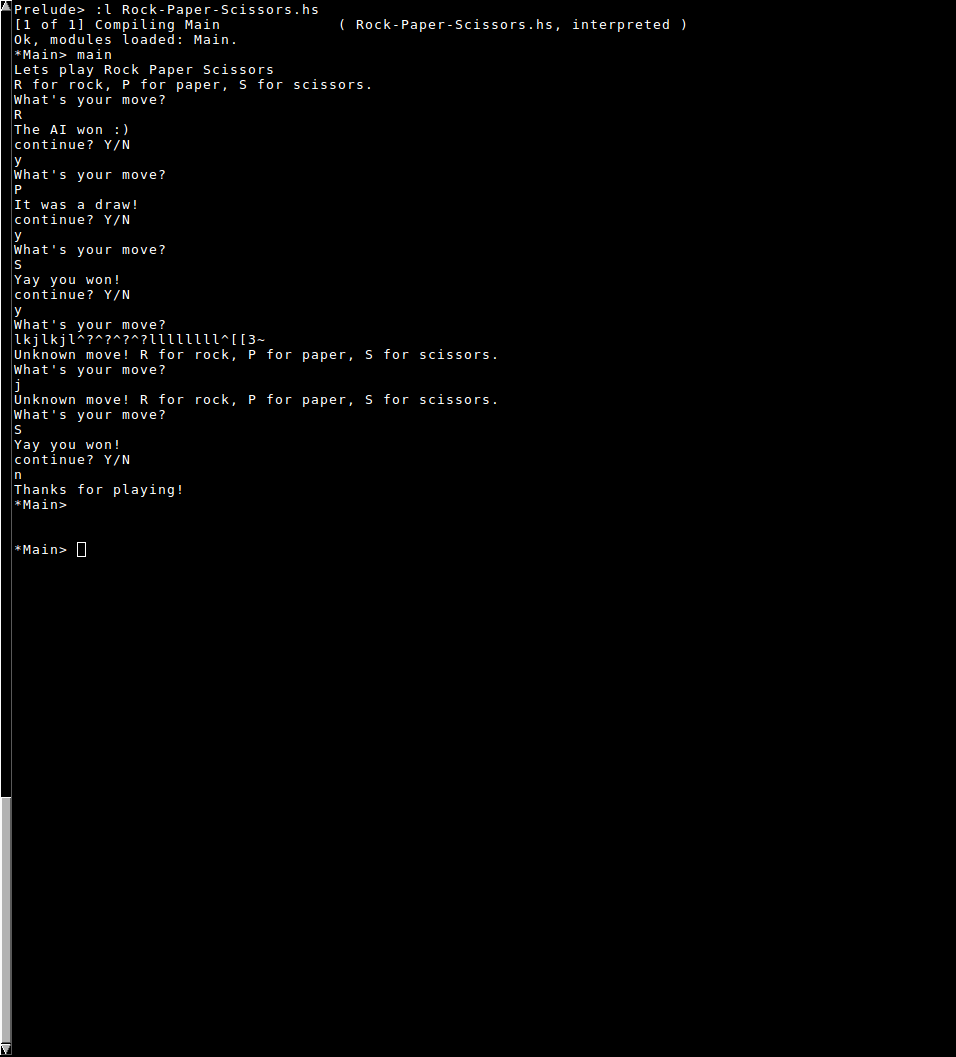 Prelude> :l Rock-Paper-Scissors.hs
[1 of 1] Compiling Main             ( Rock-Paper-Scissors.hs, interpreted )
Ok, modules loaded: Main.
*Main> main
Lets play Rock Paper Scissors
R for rock, P for paper, S for scissors.
What's your move?
R
The AI won :)
continue? Y/N
y
What's your move?
P
It was a draw!
continue? Y/N
y
What's your move?
S
Yay you won!
continue? Y/N
y
What's your move?
lkjlkjl^?^?^?^?llllllll^[[3~
Unknown move! R for rock, P for paper, S for scissors.
What's your move?
j
Unknown move! R for rock, P for paper, S for scissors.
What's your move?
S
Yay you won!
continue? Y/N
n
Thanks for playing!
*Main>
*Main>